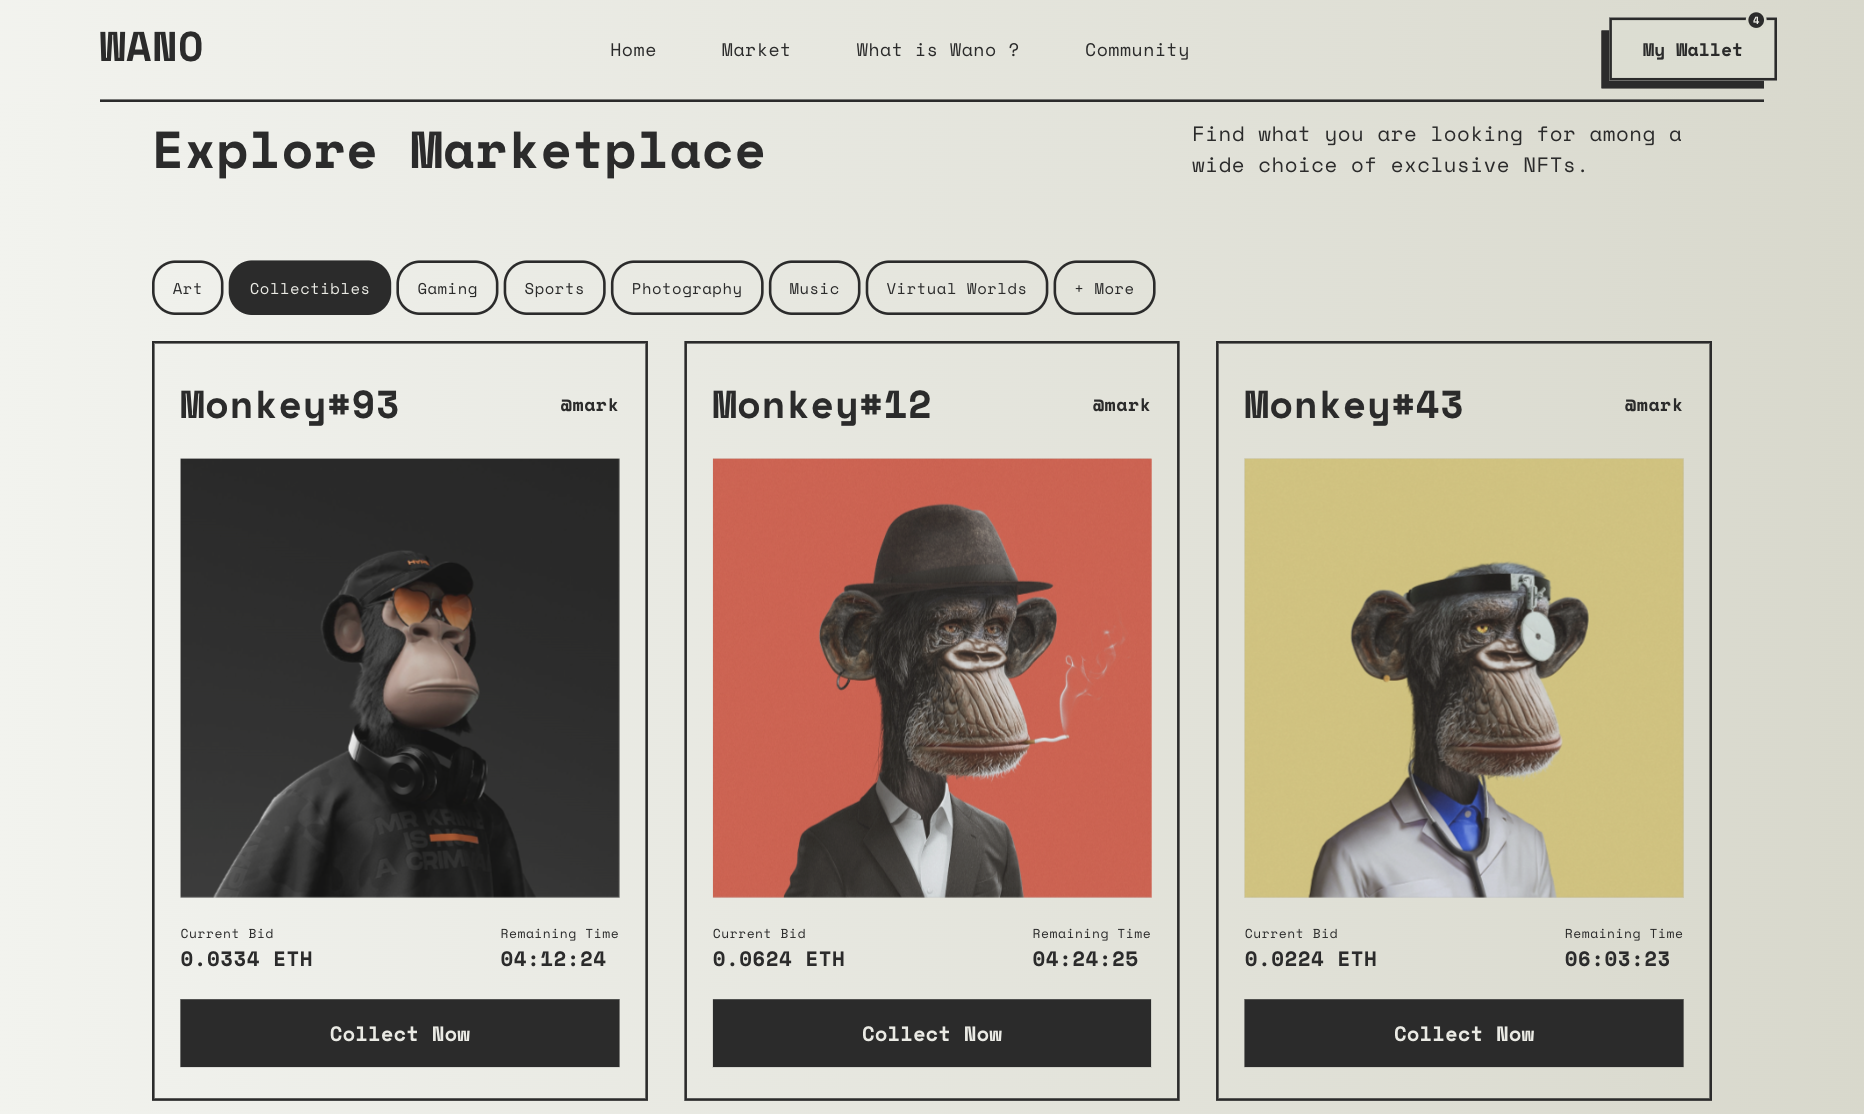 WANO
Home
Market
What is Wano ?
Community
4
My Wallet
Explore Marketplace
Find what you are looking for among a
wide choice of exclusive NFTs.
Art
Collectibles
Gaming
Sports
Photography
Music
Virtual Worlds
+ More
Monkey#93
@mark
MR
IS
A
Current Bid
0.0334 ETH
Remaining Time
04:12:24
Collect Now
Monkey#12
@mark
Current Bid
0.0624 ETH
Remaining Time
04:24:25
Collect Now
Monkey#43
@mark
Current Bid
0.0224 ETH
Remaining Time
06:03:23
Collect Now